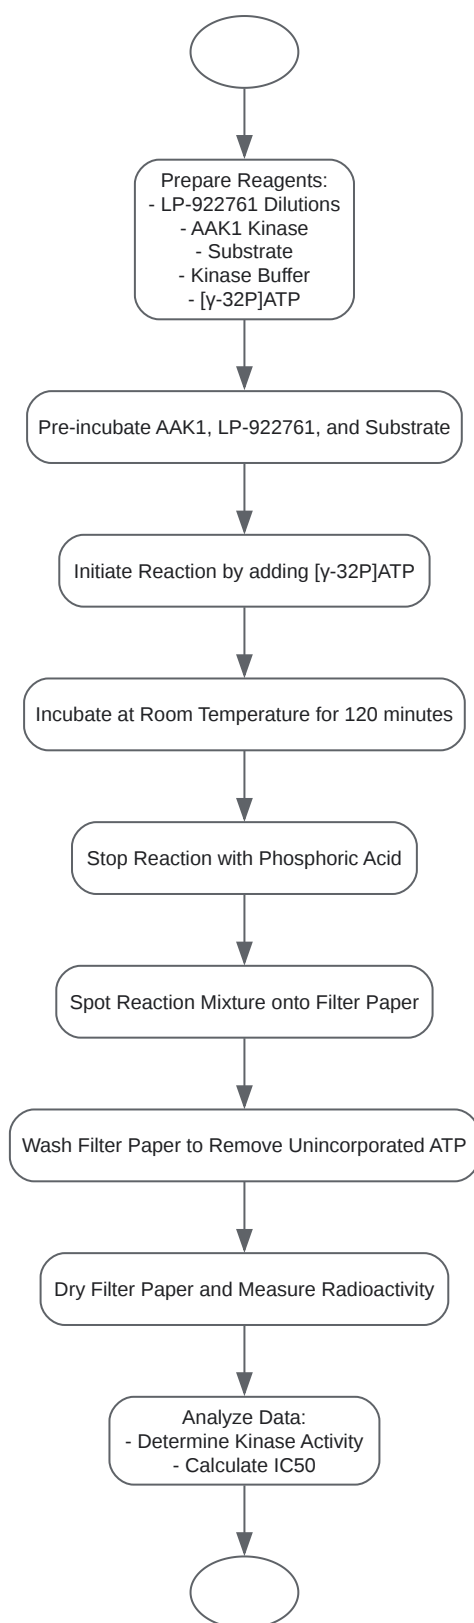 Prepare Reagents:
- LP-922761 Dilutions
- AAK1 Kinase
- Substrate
- Kinase Buffer
- [γ-32P]ATP
Pre-incubate AAK1, LP-922761, and Substrate
Initiate Reaction by adding [γ-32P]ATP
Incubate at Room Temperature for 120 minutes
Stop Reaction with Phosphoric Acid
Spot Reaction Mixture onto Filter Paper
Wash Filter Paper to Remove Unincorporated ATP
Dry Filter Paper and Measure Radioactivity
Analyze Data:
- Determine Kinase Activity
- Calculate IC50